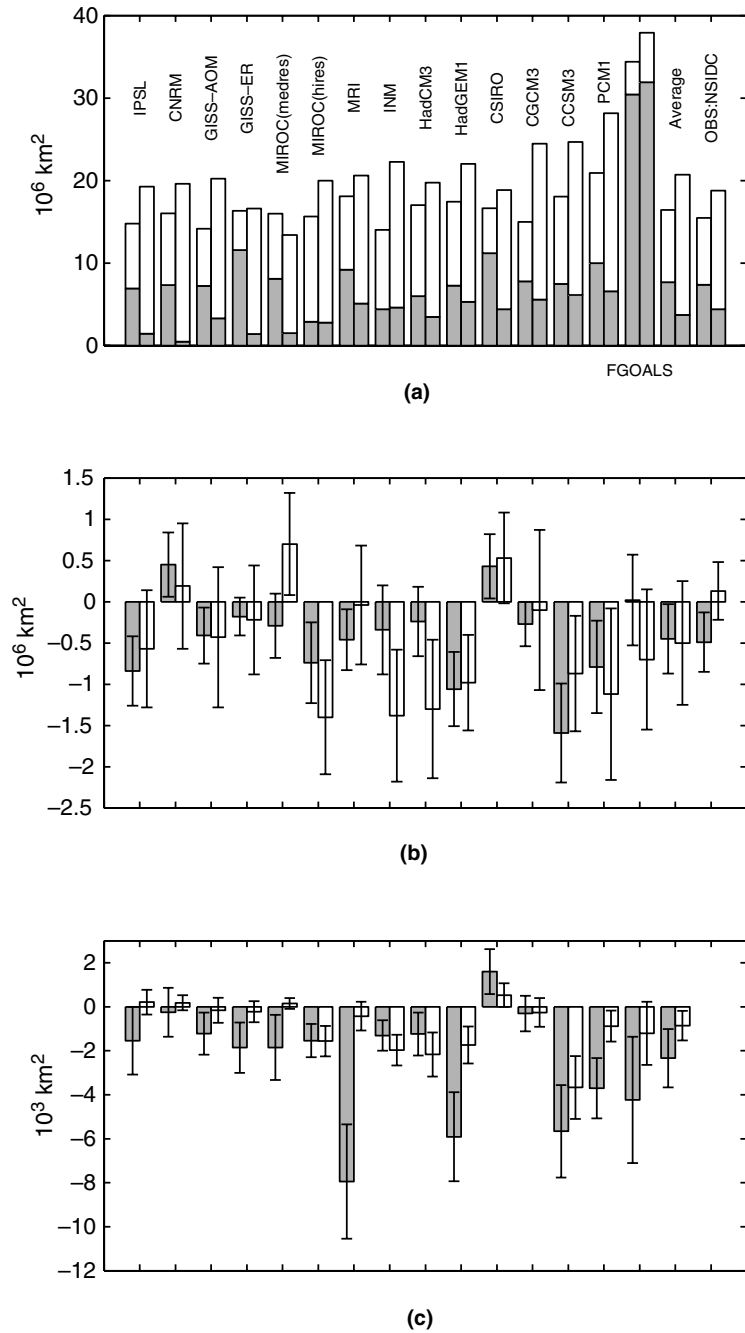 40
30
20
10
0
10⁶ km²
IPSL
CNRM
GISS–AOM
GISS–ER
MIROC(medres)
MIROC(hires)
MRI
INM
HadCM3
HadGEM1
CSIRO
CGCM3
CCSM3
PCM1
FGOALS
Average
OBS:NSIDC
(a)
1.5
1
0.5
0
−0.5
−1
−1.5
−2
−2.5
10⁶ km²
(b)
2
0
−2
−4
−6
−8
−10
−12
10³ km²
(c)